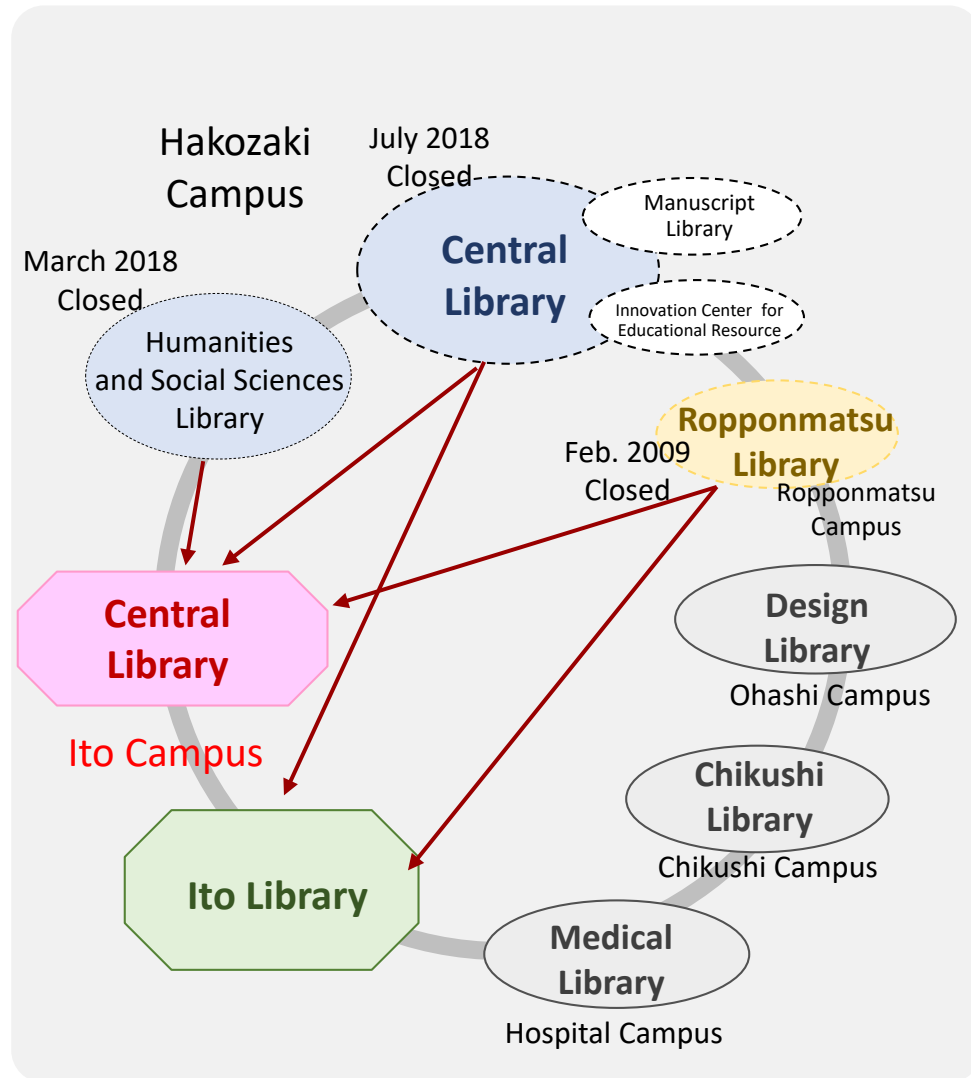 Hakozaki
Campus
July 2018
Closed
Manuscript
Library
Central
Library
Innovation Center for
Educational Resource
March 2018
Closed
Humanities
and Social Sciences
Library
Ropponmatsu
Library
Feb. 2009
Closed
Ropponmatsu
Campus
Central
Library
Design
Library
Ohashi Campus
Ito Campus
Chikushi
Library
Chikushi Campus
Ito Library
Medical
Library
Hospital Campus